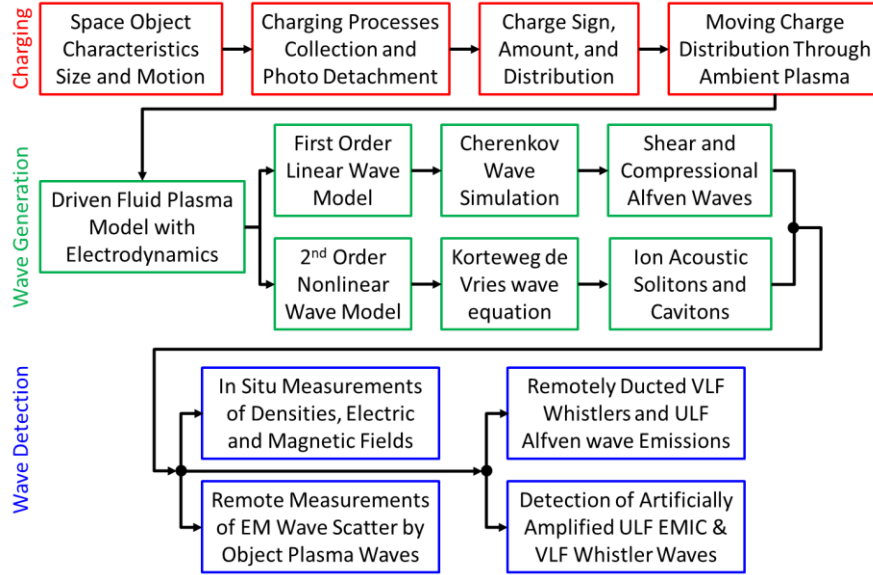 Charging
Space Object
Characteristics
Size and Motion
Charging Processes
Collection and
Photo Detachment
Charge Sign,
Amount, and
Distribution
Moving Charge
Distribution Through
Ambient Plasma
Wave Generation
Driven Fluid Plasma
Model with
Electrodynamics
First Order
Linear Wave
Model
Cherenkov
Wave
Simulation
Shear and
Compressional
Alfven Waves
2nd Order
Nonlinear
Wave Model
Korteweg de
Vries wave
equation
Ion Acoustic
Solitons and
Cavitons
Wave Detection
In Situ Measurements
of Densities, Electric
and Magnetic Fields
Remotely Ducted VLF
Whistlers and ULF
Alfven wave Emissions
Remote Measurements
of EM Wave Scatter by
Object Plasma Waves
Detection of Artificially
Amplified ULF EMIC &
VLF Whistler Waves